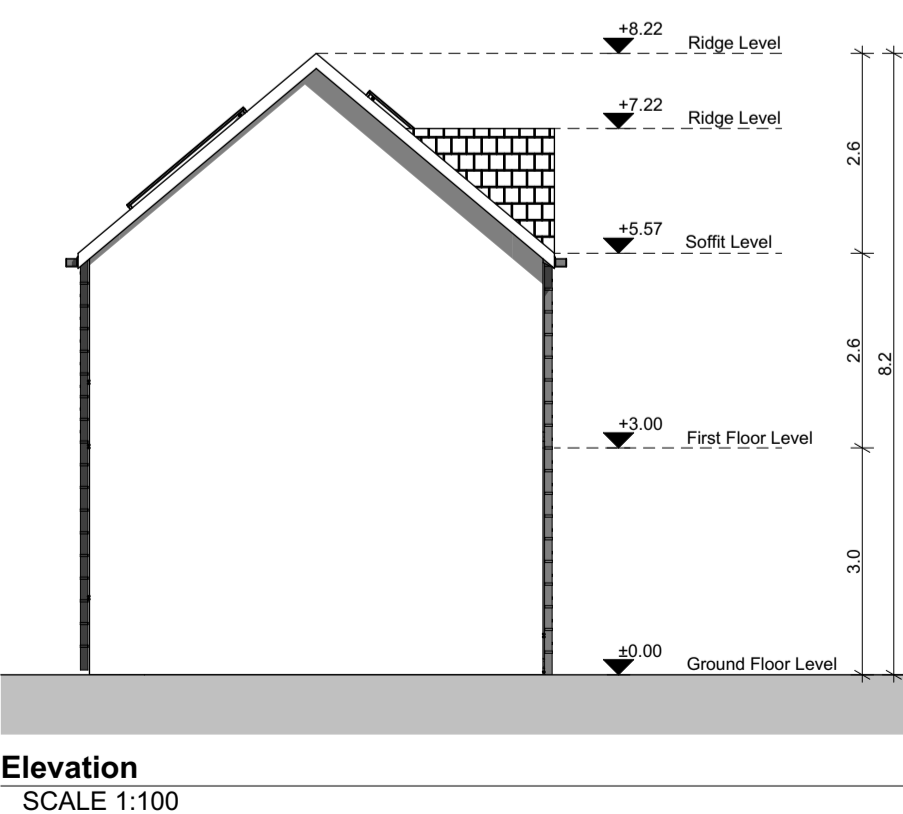 +8.22
Ridge Level
+7.22
Ridge Level
2.6
+5.57
Soffit Level
2.6
8.2
+3.00
First Floor Level
3.0
±0.00
Ground Floor Level
Elevation
SCALE 1:100